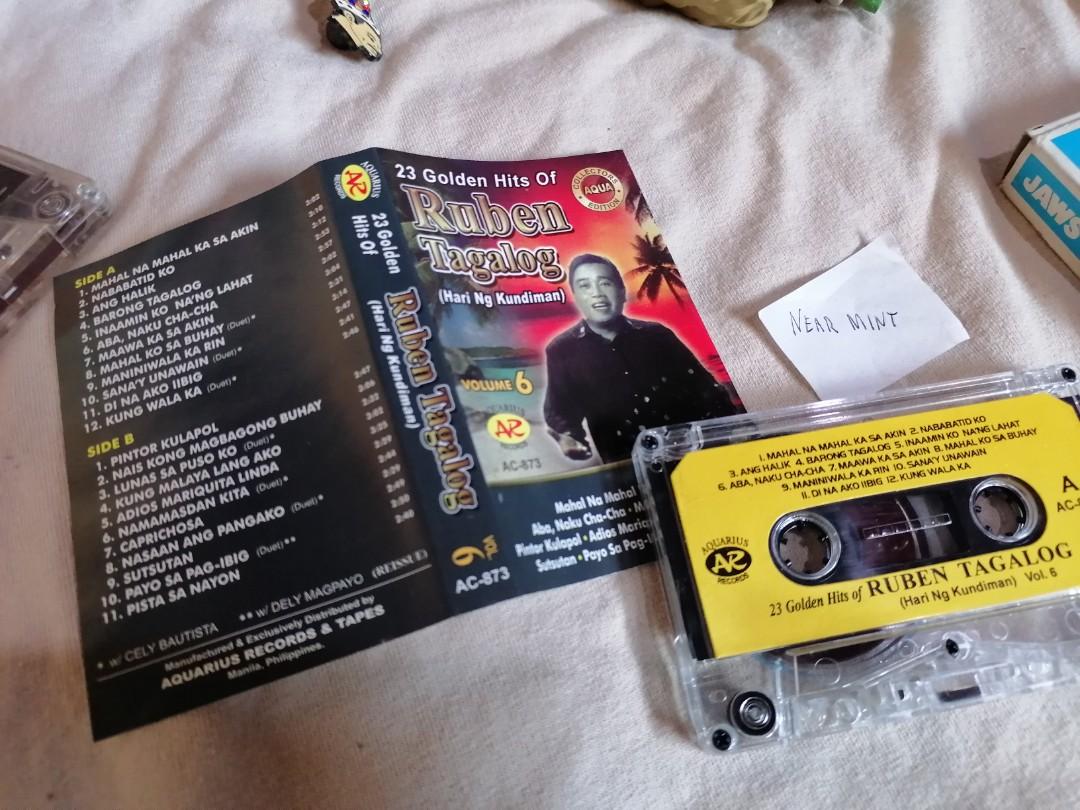 SIDE A
1. MAHAL NA MAHAL KA SA AKIN
2. NABABATID KO
3. ANG HALIK
4. BARONG TAGALOG
5. INAAMIN KO NA'NG LAHAT
6. ABA, NAKU CHA-CHA
7. MAAWA KA SA AKIN
8. MAHAL KO SA BUHAY (Duet)*
9. MANINIWALA KA RIN
10. SANA'Y UNAWAIN (Duet)*
11. DI NA AKO IIBIG
12. KUNG WALA KA (Duet)*
SIDE B
1. PINTOR KULAPOL
2. NAIS KONG MAGBAGONG BUHAY
3. LUNAS SA PUSO KO (Duet)*
4. KUNG MALAYA LANG AKO
5. ADIOS MARIQUITA LINDA
6. NAMAMASDAN KITA (Duet)*
7. CAPRICHOSA
8. NASAAN ANG PANGAKO (Duet)*
9. SUTSUTAN
10. PAYO SA PAG-IBIG (Duet)**
11. PISTA SA NAYON
* w/ CELY BAUTISTA ** w/ DELY MAGPAYO (REISSUE)
Manufactured & Exclusively Distributed by
AQUARIUS RECORDS & TAPES
Manila, Philippines.
AQUARIUS
AR
RECORDS
23 Golden
Hits Of
Ruben Tagalog
(Hari Ng Kundiman)
VOL.
6
AC-873
23 Golden Hits Of
Ruben
Tagalog
(Hari Ng Kundiman)
COLLECTORS
AQUA
EDITION
VOLUME 6
AQUARIUS
AR
RECORDS
AC-873
Mahal Na Mahal
Aba, Naku Cha-Cha •
Pintor Kulapol • Adios
Sutsutan • Payo Sa Pag-
NEAR MINT
JAWS
1. MAHAL NA MAHAL KA SA AKIN 2. NABABATID KO
3. ANG HALIK 4. BARONG TAGALOG 5. INAAMIN KO NA'NG LAHAT
6. ABA, NAKU CHA-CHA 7. MAAWA KA SA AKIN 8. MAHAL KO SA BUHAY
9. MANINIWALA KA RIN 10. SANA'Y UNAWAIN
11. DI NA AKO IIBIG 12. KUNG WALA KA
A
AQUARIUS
AR
RECORDS
23 Golden Hits of RUBEN TAGALOG
(Hari Ng Kundiman) Vol. 6